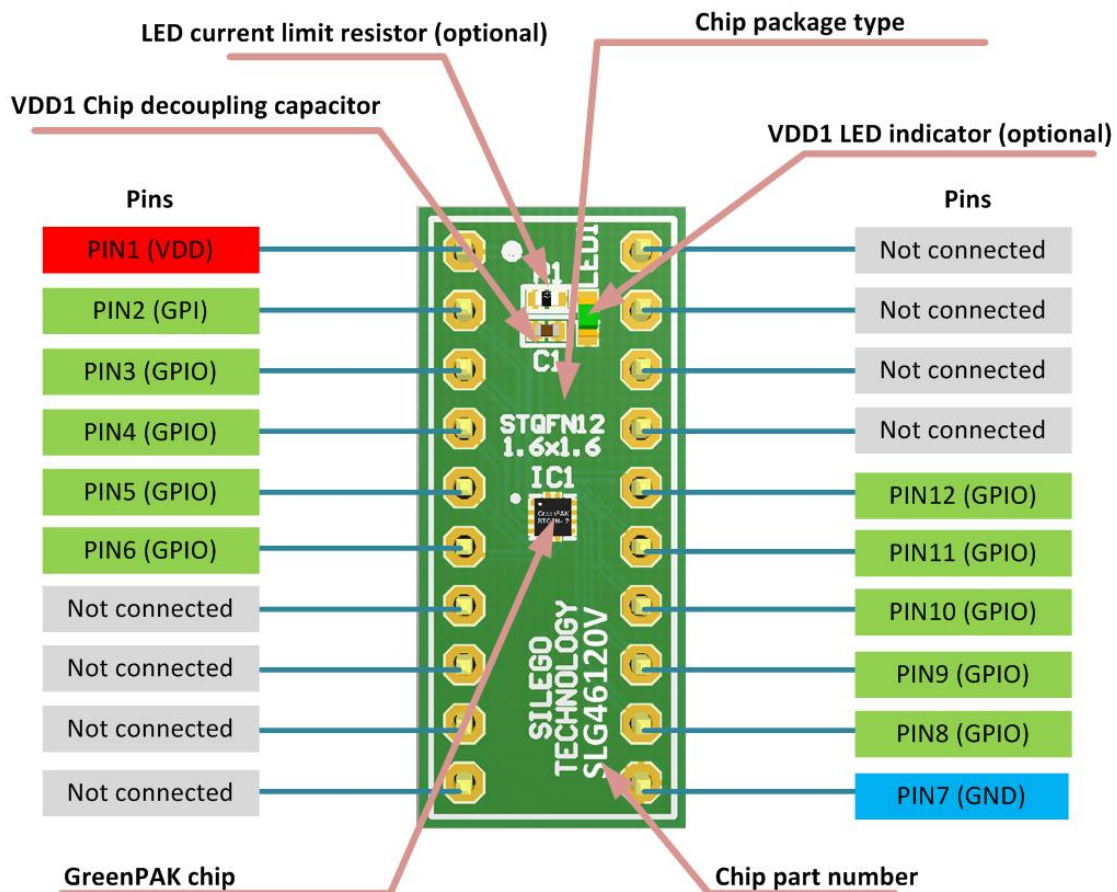 LED current limit resistor (optional)
Chip package type
VDD1 Chip decoupling capacitor
VDD1 LED indicator (optional)
Pins
Pins
PIN1 (VDD)
PIN2 (GPI)
PIN3 (GPIO)
PIN4 (GPIO)
PIN5 (GPIO)
PIN6 (GPIO)
Not connected
Not connected
Not connected
Not connected
LED1
C1
STQFN12
1.6x1.6
IC1
GreenPAK
SILEGO
TECHNOLOGY
SLG46120V
Not connected
Not connected
Not connected
Not connected
PIN12 (GPIO)
PIN11 (GPIO)
PIN10 (GPIO)
PIN9 (GPIO)
PIN8 (GPIO)
PIN7 (GND)
GreenPAK chip
Chip part number